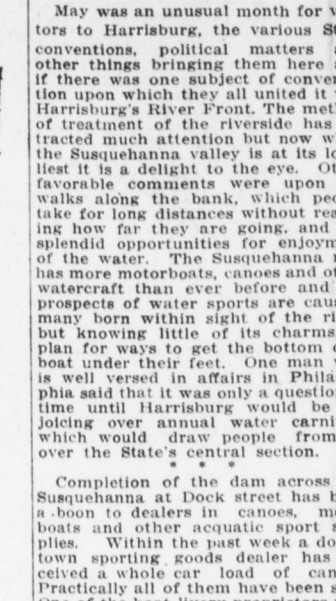 May was an unusual month for
tors to Harrisburg, the various
conventions, political matters
other things bringing them here
if there was one subject of conver
tion upon which they all united it
Harrisburg's River Front. The met
of treatment of the riverside has
tracted much attention but now w
the Susquehanna valley is at its lo
liest it is a delight to the eye. Ot
favorable comments were upon
walks along the bank, which peo
take for long distances without rea
ing how far they are going, and
splendid opportunities for enjoym
of the water. The Susquehanna
has more motorboats, canoes and ot
watercraft than ever before and
prospects of water sports are cau
many born within sight of the ri
but knowing little of its charms
plan for ways to get the bottom
boat under their feet. One man
is well versed in affairs in Phila
phia said that it was only a questio
time until Harrisburg would be
joicing over annual water carni
which would draw people from
over the State's central section.
* * *
Completion of the dam across
Susquehanna at Dock street has
a boon to dealers in canoes, m
boats and other acquatic sport s
plies. Within the past week a do
town sporting goods dealer has
ceived a whole car load of can
Practically all of them have been